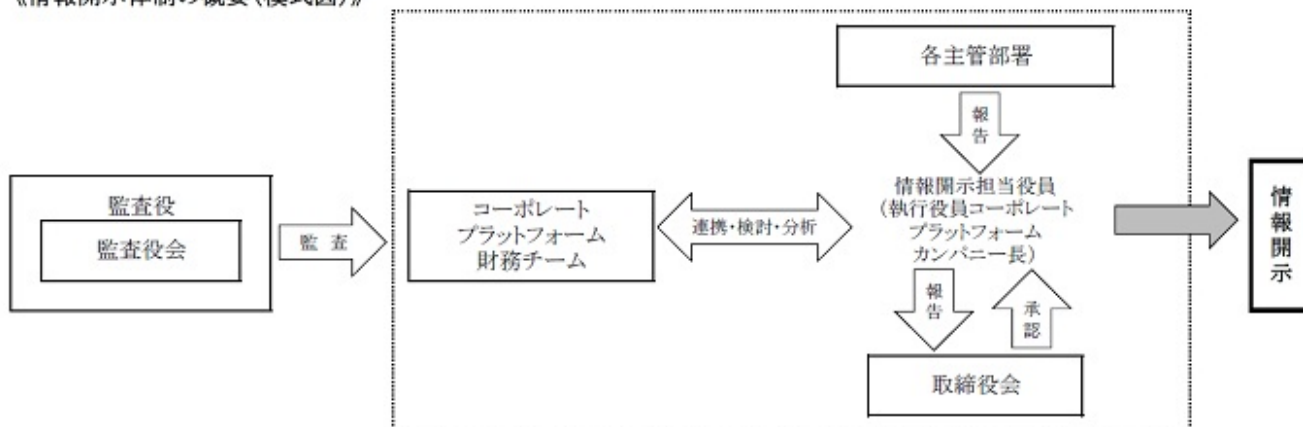 《情報開示体制の概要(模式図)》
各主管部署
報告
監査役
監査役会
監 査
コーポレート
プラットフォーム
財務チーム
連携・検討・分析
情報開示担当役員
(執行役員コーポレート
プラットフォーム
カンパニー長)
報告
承認
取締役会
情報開示